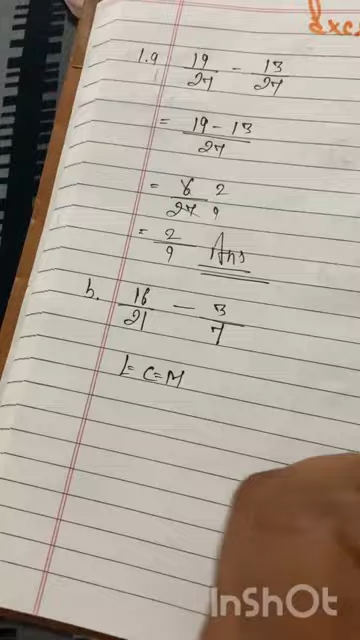 Exc
1.a 19/27 - 13/27
= 19-13/27
= 6 2/27 9
= 2/9 Ans
b. 16/21 - 3/7
L=C=M
InShOt